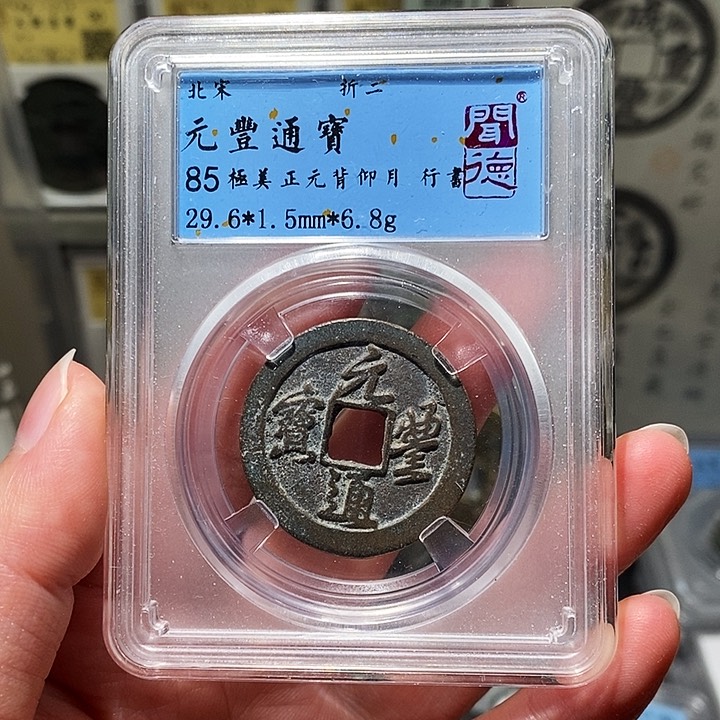 北宋 折二
元豐通寶
85 極美 正元背仰月 行書
29.6*1.5mm*6.8g
聞德®
元豐通寶